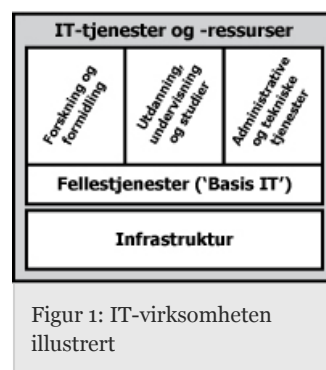 IT-tjenester og -ressurser
Forskning og
formidling
Utdanning,
undervisning
og studier
Administrative
og tekniske
tjenester
Fellestjenester ('Basis IT')
Infrastruktur
Figur 1: IT-virksomheten
illustrert